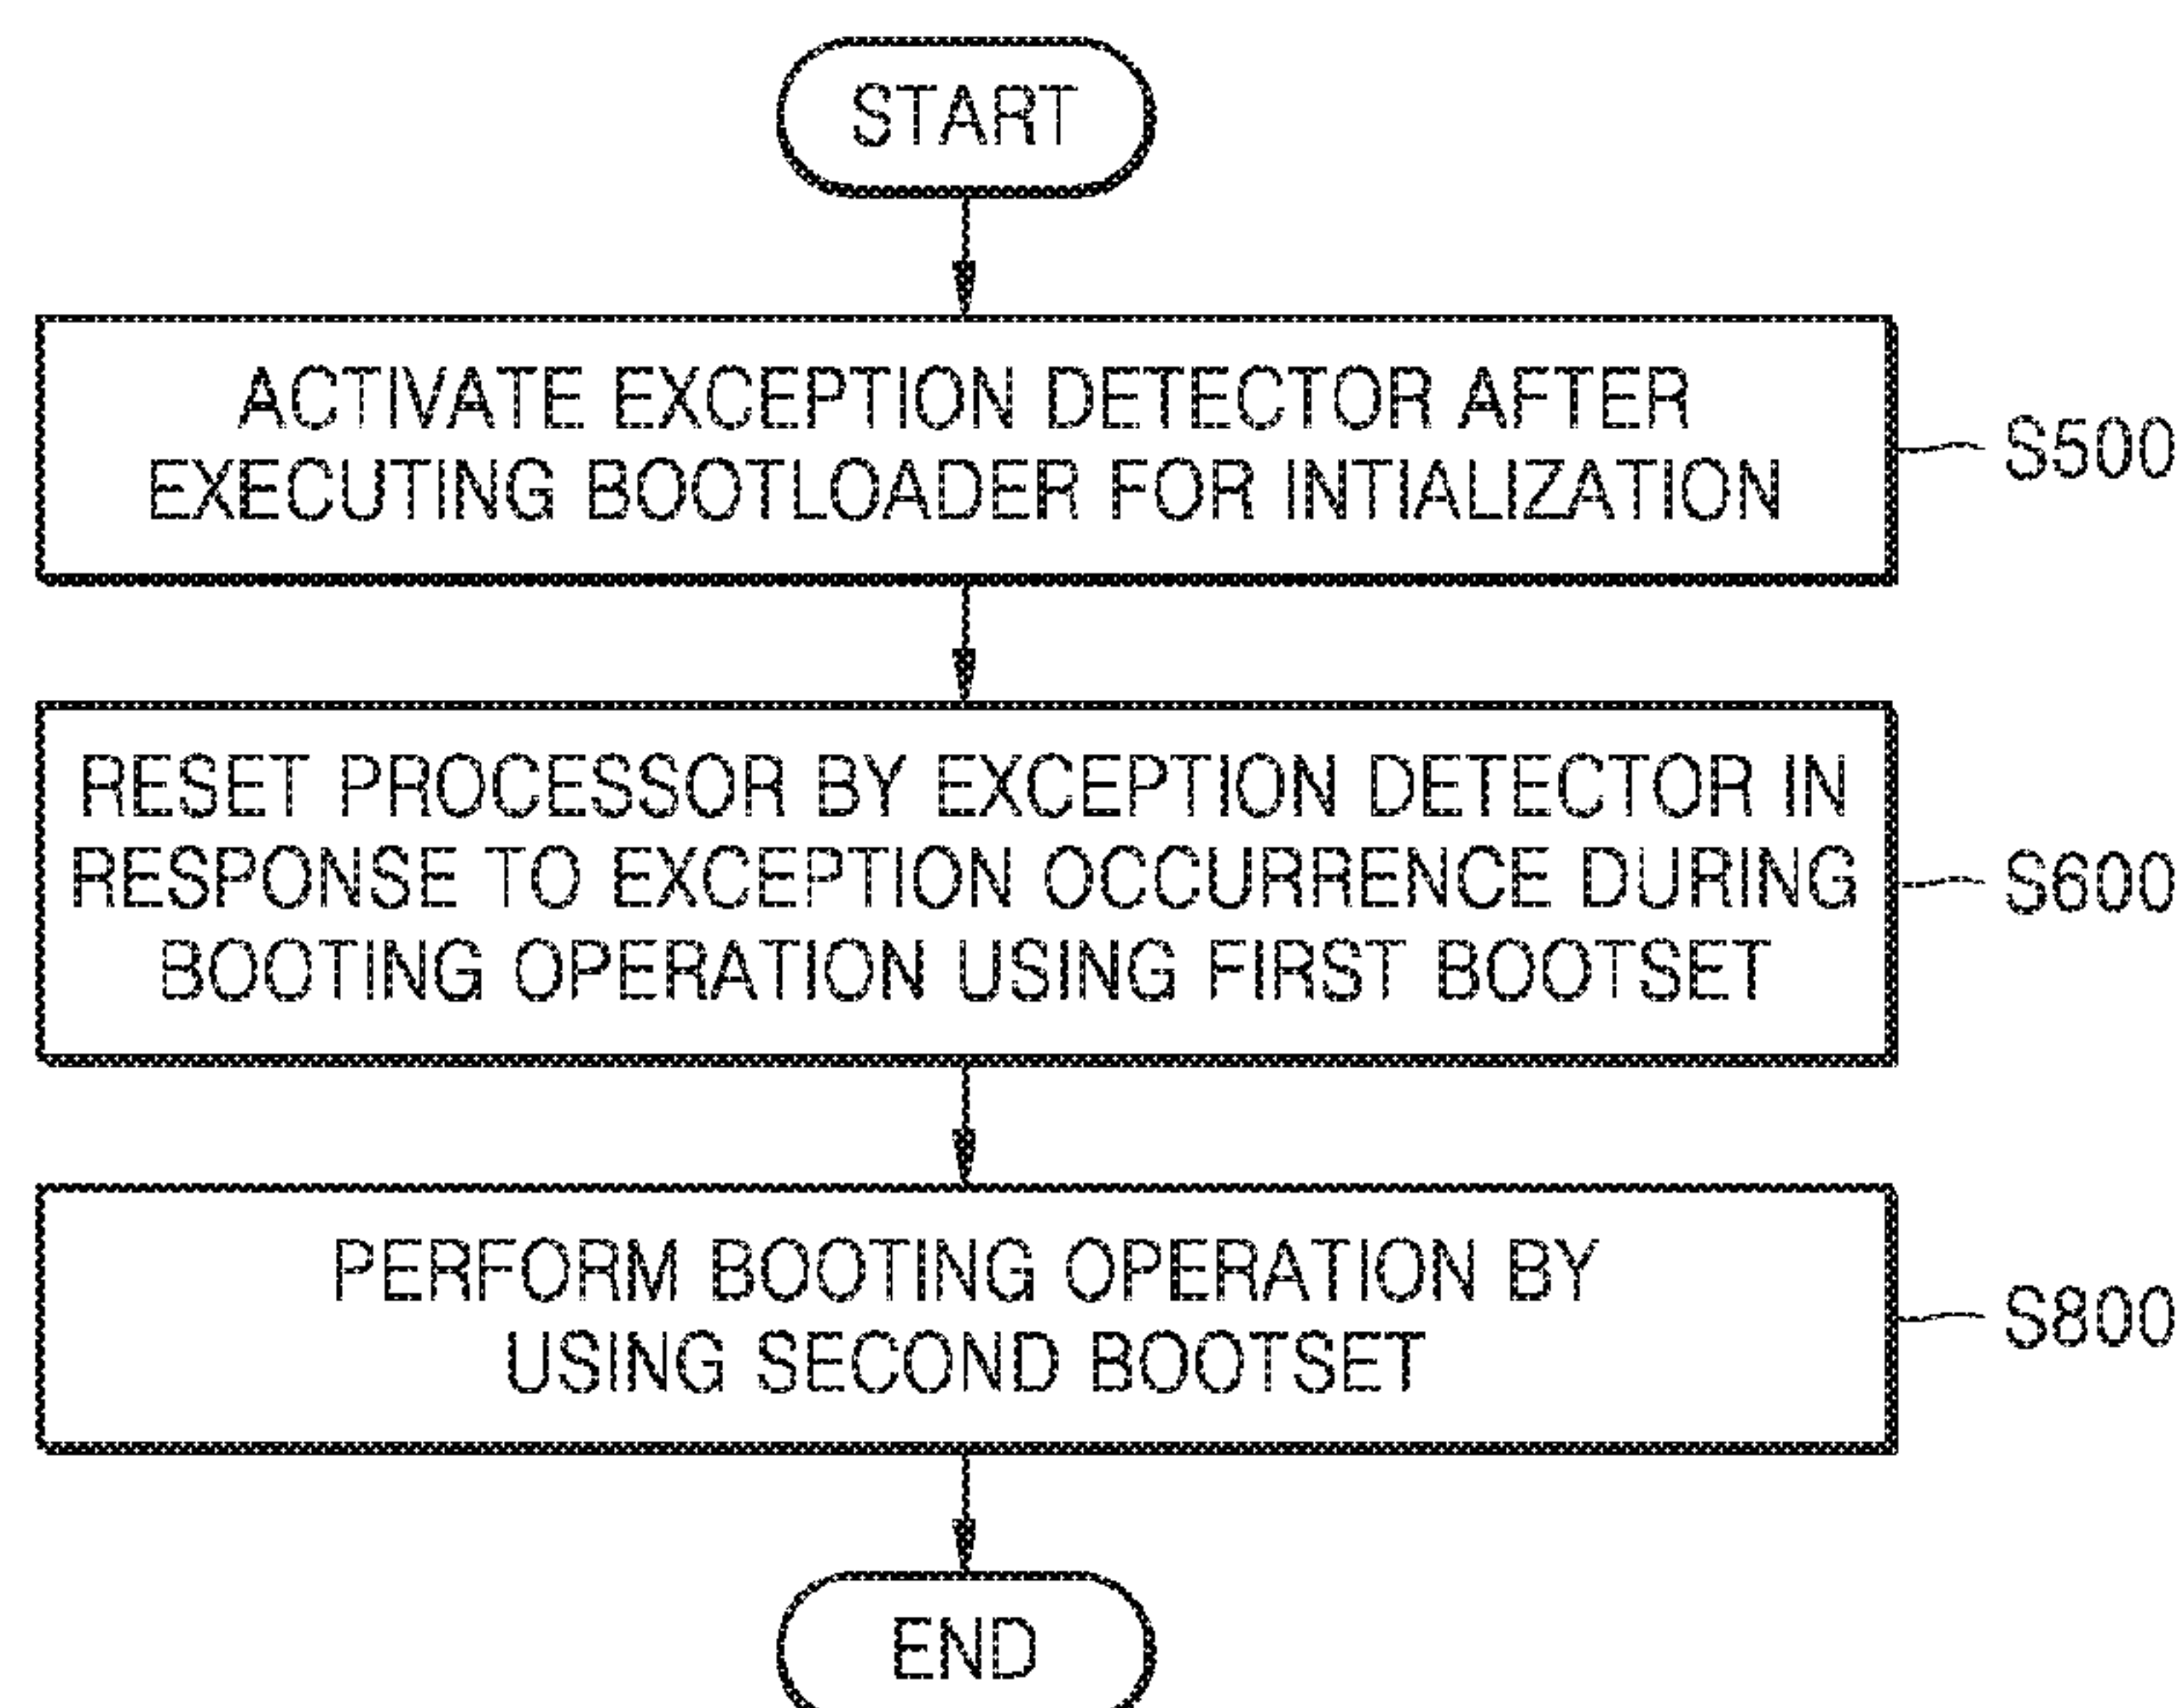 START
ACTIVATE EXCEPTION DETECTOR AFTER
EXECUTING BOOTLOADER FOR INTIALIZATION
S500
RESET PROCESSOR BY EXCEPTION DETECTOR IN
RESPONSE TO EXCEPTION OCCURRENCE DURING
BOOTING OPERATION USING FIRST BOOTSET
S600
PERFORM BOOTING OPERATION BY
USING SECOND BOOTSET
S800
END